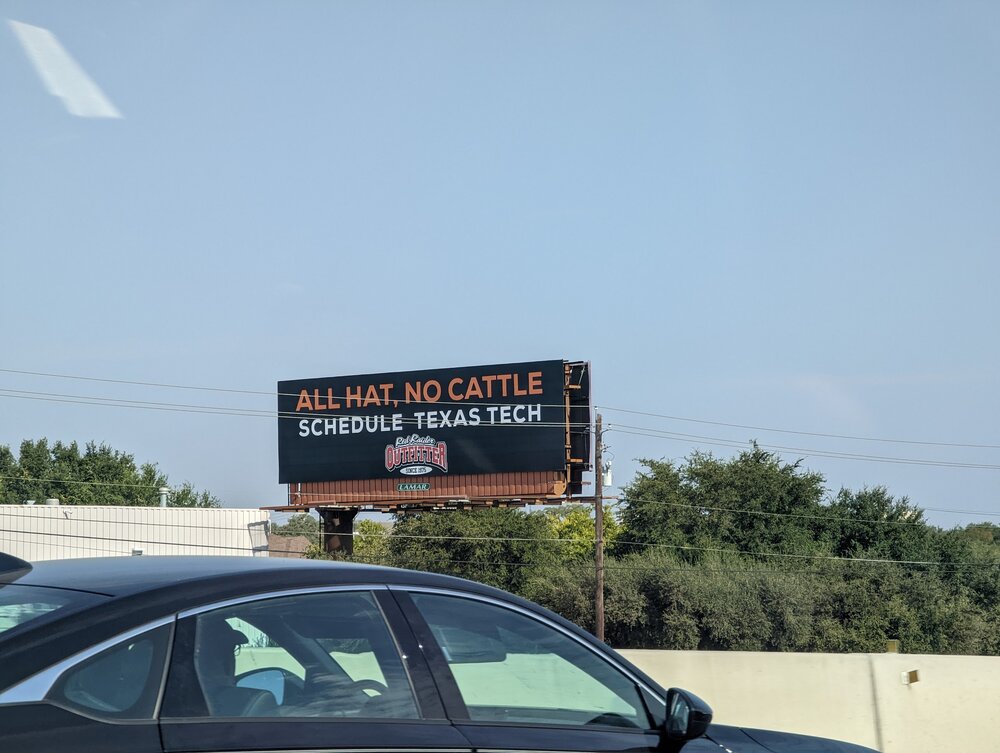 ALL HAT, NO CATTLE
SCHEDULE TEXAS TECH
Red Raider
OUTFITTER
SINCE 1975
LAMAR